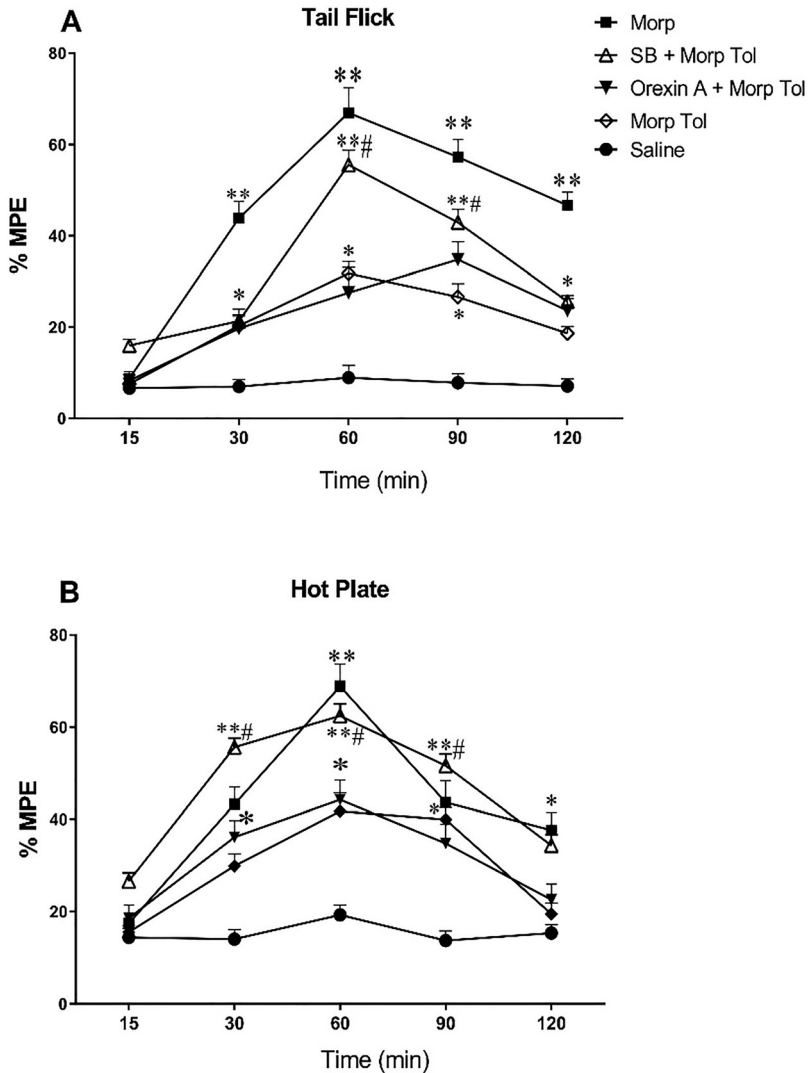 A
Tail Flick
Morp
SB + Morp Tol
Orexin A + Morp Tol
Morp Tol
Saline
80
60
40
20
0
% MPE
**
**
**
**
**#
**#
*
*
*
*
15 30 60 90 120
Time (min)
B
Hot Plate
80
60
40
20
0
% MPE
**
**#
**#
**#
*
*
*
*
15 30 60 90 120
Time (min)